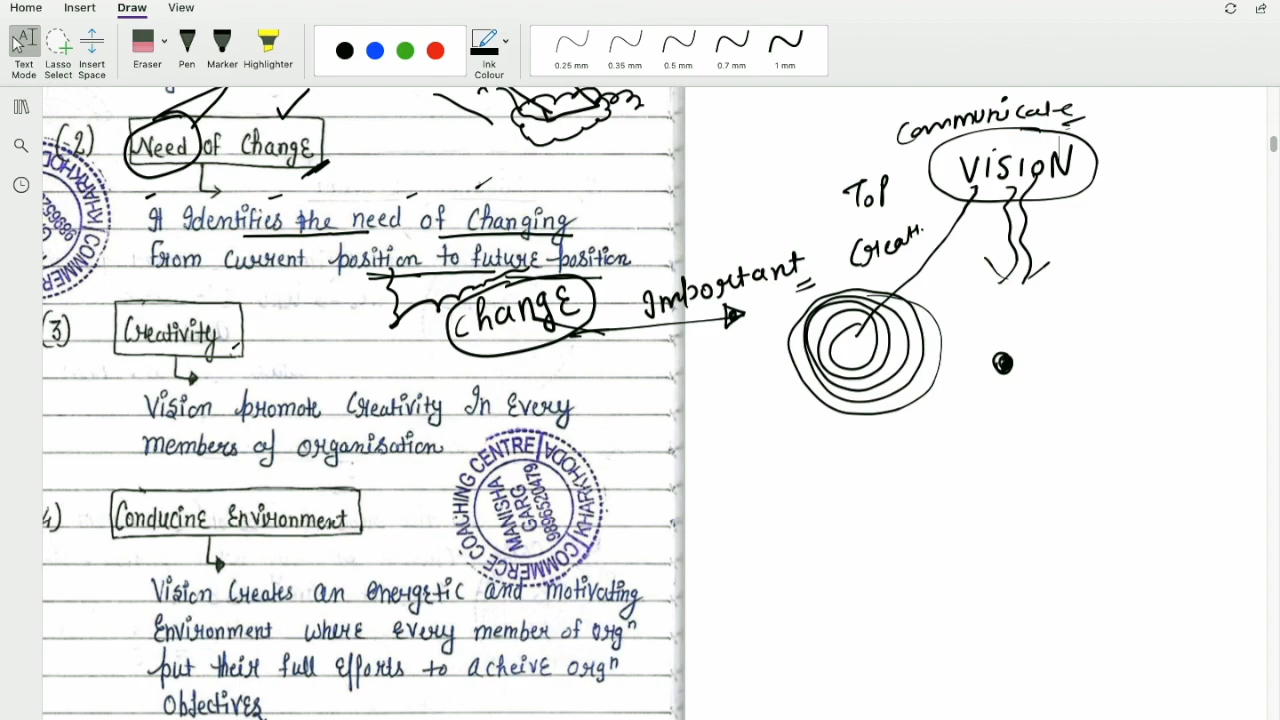 Home Insert Draw View
Text Mode
Lasso Select
Insert Space
Eraser
Pen
Marker
Highlighter
Ink Colour
0.25 mm
0.35 mm
0.5 mm
0.7 mm
1 mm
(2) Need of Change
It Identifies the need of Changing
from current position to future position
Change
Important
(3) Creativity
Vision promote Creativity In Every
members of organisation
4) Conducine Environment
Vision Creates an energetic and motivating
Environment where every member of orgⁿ
put their full Efforts to acheive orgⁿ
Objectives
COMMERCE COACHING CENTRE
MANISHA
GARG
9896520479
Communicate
VISION
Top